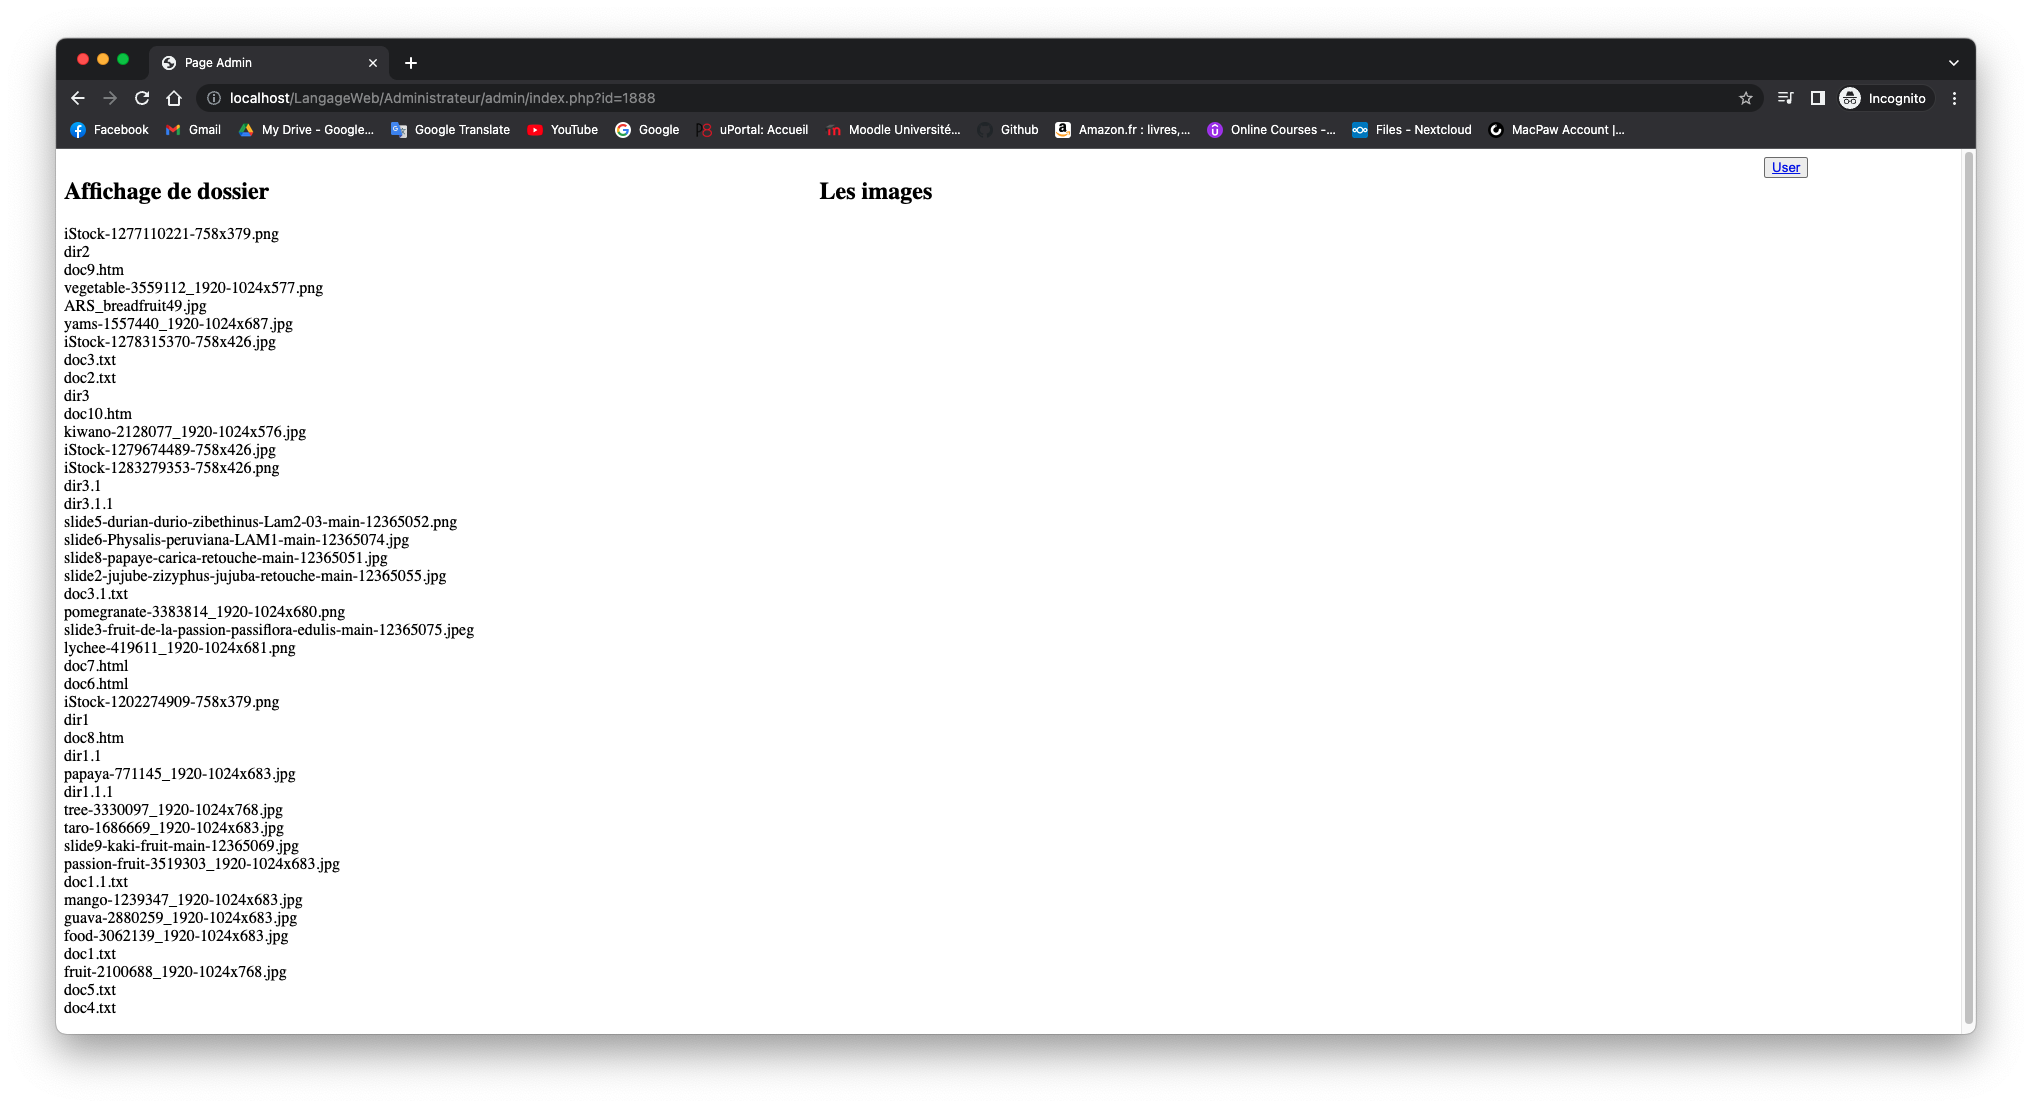 Page Admin
localhost/LangageWeb/Administrateur/admin/index.php?id=1888
Incognito
Facebook Gmail My Drive - Google... Google Translate YouTube Google uPortal: Accueil Moodle Université... Github Amazon.fr : livres,... Online Courses -... Files - Nextcloud MacPaw Account |...
User
Affichage de dossier
iStock-1277110221-758x379.png
dir2
doc9.htm
vegetable-3559112_1920-1024x577.png
ARS_breadfruit49.jpg
yams-1557440_1920-1024x687.jpg
iStock-1278315370-758x426.jpg
doc3.txt
doc2.txt
dir3
doc10.htm
kiwano-2128077_1920-1024x576.jpg
iStock-1279674489-758x426.jpg
iStock-1283279353-758x426.png
dir3.1
dir3.1.1
slide5-durian-durio-zibethinus-Lam2-03-main-12365052.png
slide6-Physalis-peruviana-LAM1-main-12365074.jpg
slide8-papaye-carica-retouche-main-12365051.jpg
slide2-jujube-zizyphus-jujuba-retouche-main-12365055.jpg
doc3.1.txt
pomegranate-3383814_1920-1024x680.png
slide3-fruit-de-la-passion-passiflora-edulis-main-12365075.jpeg
lychee-419611_1920-1024x681.png
doc7.html
doc6.html
iStock-1202274909-758x379.png
dir1
doc8.htm
dir1.1
papaya-771145_1920-1024x683.jpg
dir1.1.1
tree-3330097_1920-1024x768.jpg
taro-1686669_1920-1024x683.jpg
slide9-kaki-fruit-main-12365069.jpg
passion-fruit-3519303_1920-1024x683.jpg
doc1.1.txt
mango-1239347_1920-1024x683.jpg
guava-2880259_1920-1024x683.jpg
food-3062139_1920-1024x683.jpg
doc1.txt
fruit-2100688_1920-1024x768.jpg
doc5.txt
doc4.txt
Les images